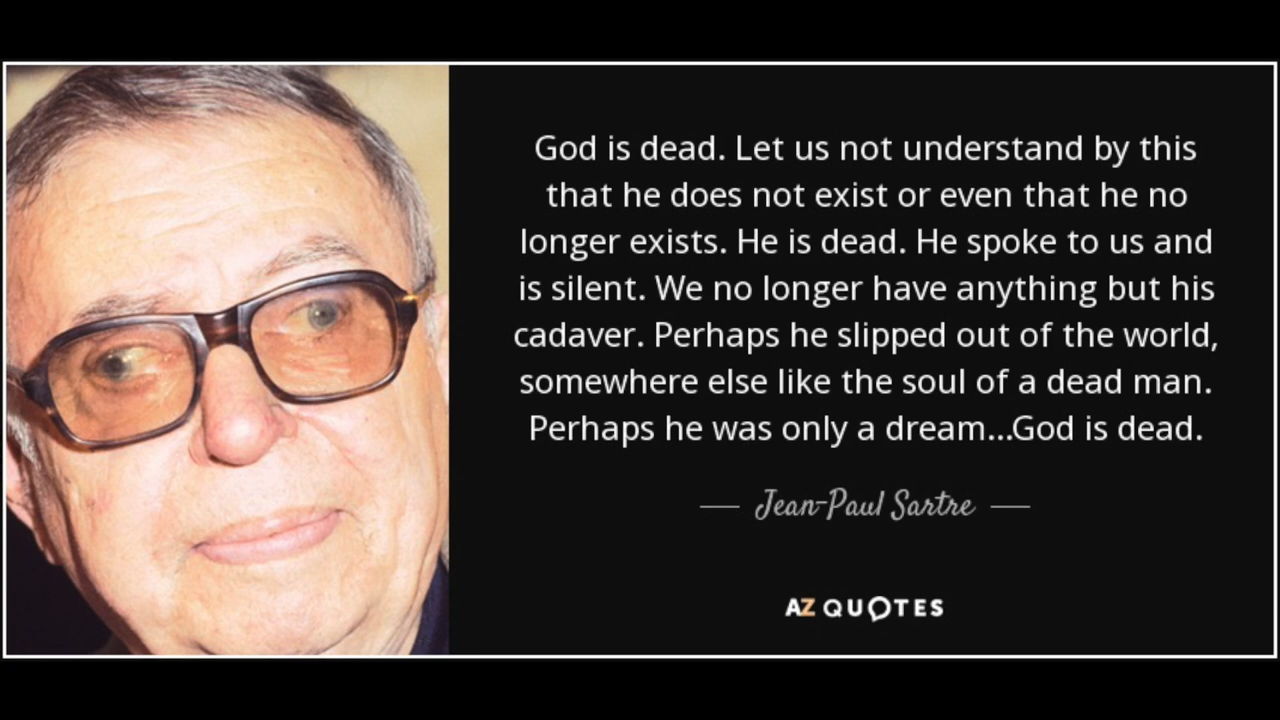 God is dead. Let us not understand by this
that he does not exist or even that he no
longer exists. He is dead. He spoke to us and
is silent. We no longer have anything but his
cadaver. Perhaps he slipped out of the world,
somewhere else like the soul of a dead man.
Perhaps he was only a dream...God is dead.
Jean-Paul Sartre
AZ QUOTES